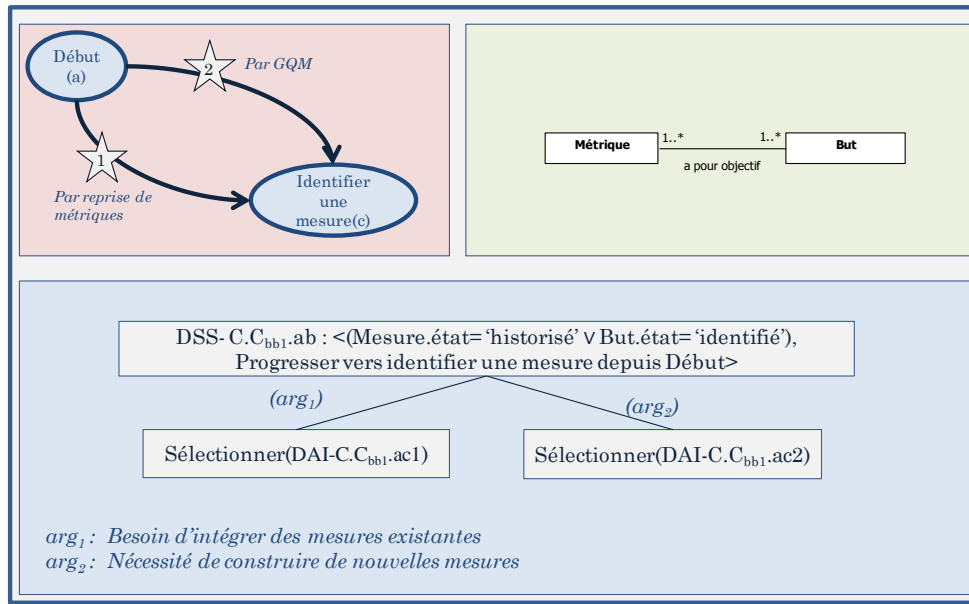 Début
(a)
2
Par GQM
1
Par reprise de
métriques
Identifier
une
mesure(c)
Métrique
1..*
1..*
But
a pour objectif
DSS- C.Cbb1.ab : <(Mesure.état= ‘historisé’ ∨ But.état= ‘identifié’),
Progresser vers identifier une mesure depuis Début>
(arg1)
(arg2)
Sélectionner(DAI-C.Cbb1.ac1)
Sélectionner(DAI-C.Cbb1.ac2)
arg1 : Besoin d’intégrer des mesures existantes
arg2 : Nécessité de construire de nouvelles mesures